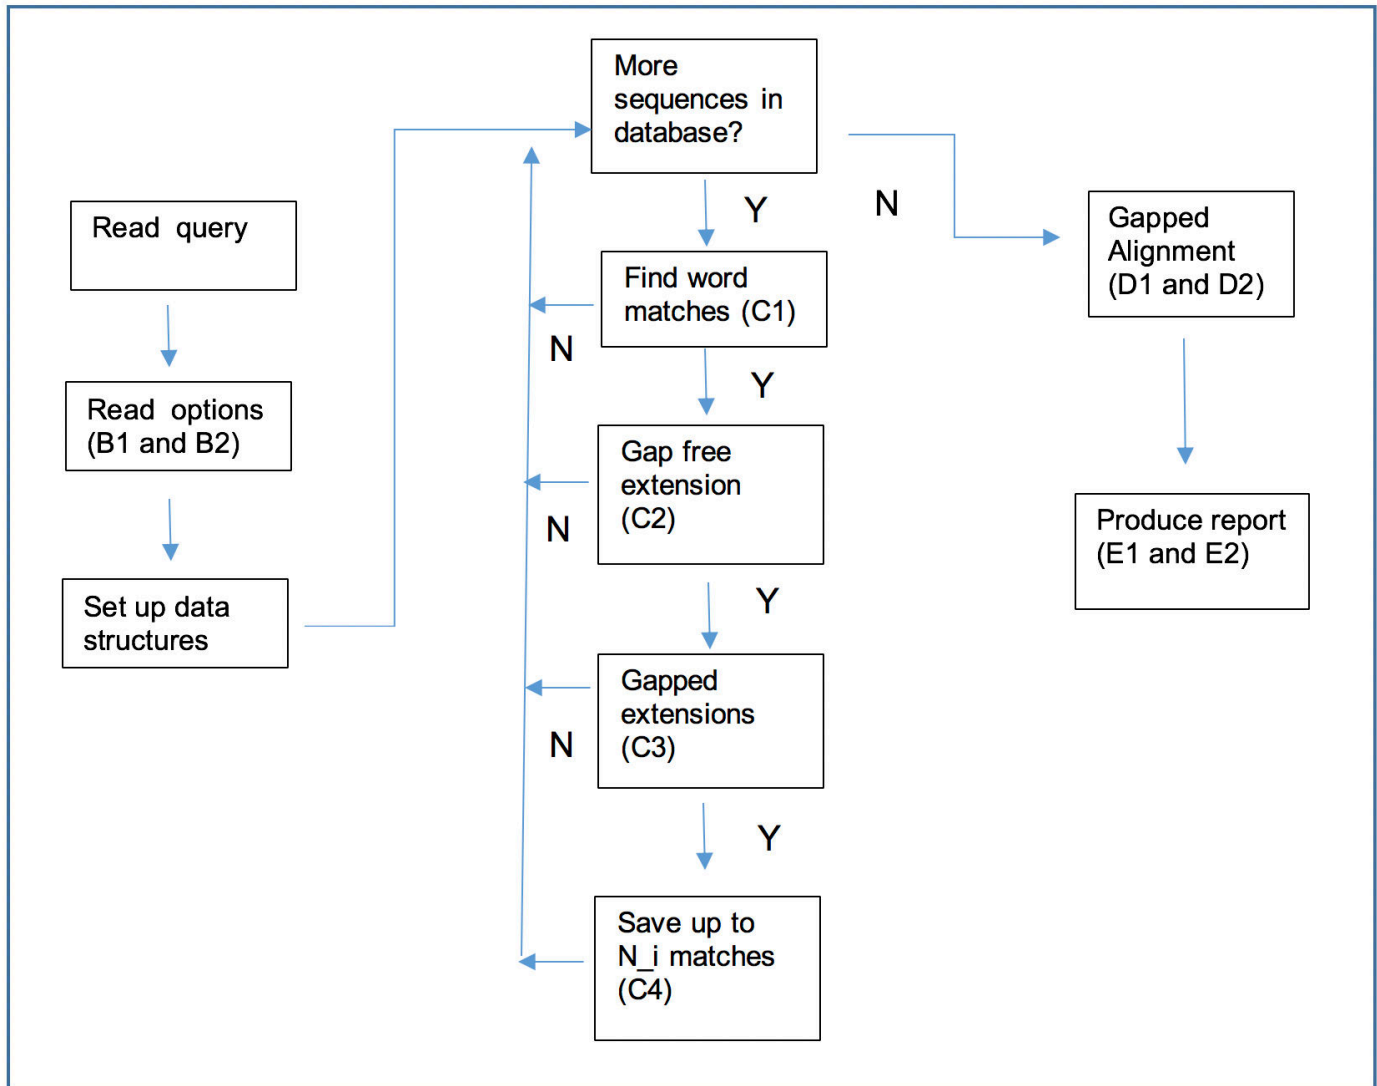 Read query
Read options
(B1 and B2)
Set up data
structures
More
sequences in
database?
Y
N
Find word
matches (C1)
N
Y
Gap free
extension
(C2)
N
Y
Gapped
extensions
(C3)
N
Y
Save up to
N_i matches
(C4)
Gapped
Alignment
(D1 and D2)
Produce report
(E1 and E2)